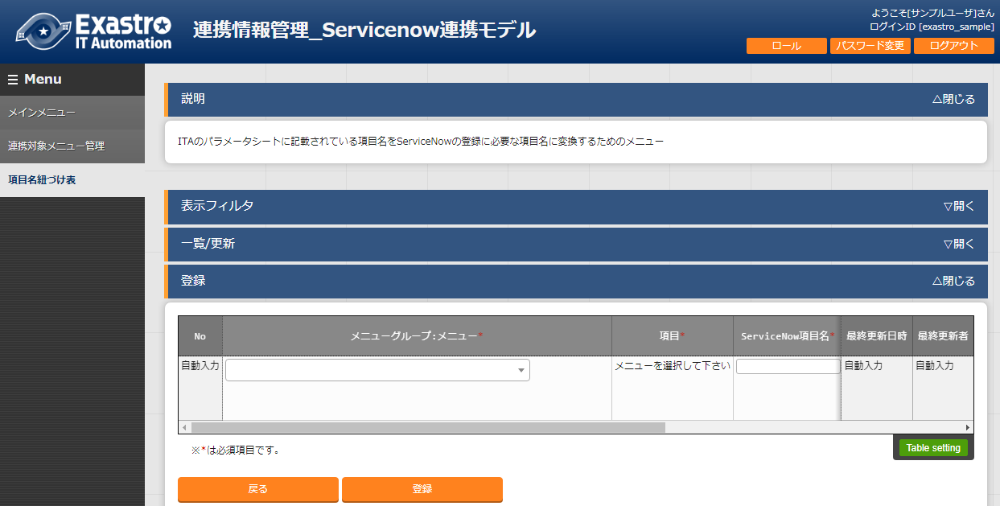 Exastro
IT Automation
連携情報管理_Servicenow連携モデル
ようこそ[サンプルユーザ]さん
ログインID [exastro_sample]
ロール パスワード変更 ログアウト
Menu
メインメニュー
連携対象メニュー管理
項目名紐づけ表
説明 △閉じる
ITAのパラメータシートに記載されている項目名をServiceNowの登録に必要な項目名に変換するためのメニュー
表示フィルタ ▽開く
一覧/更新 ▽開く
登録 △閉じる
No メニューグループ:メニュー* 項目* ServiceNow項目名* 最終更新日時 最終更新者
自動入力 メニューを選択して下さい 自動入力 自動入力
※*は必須項目です。
Table setting
戻る 登録